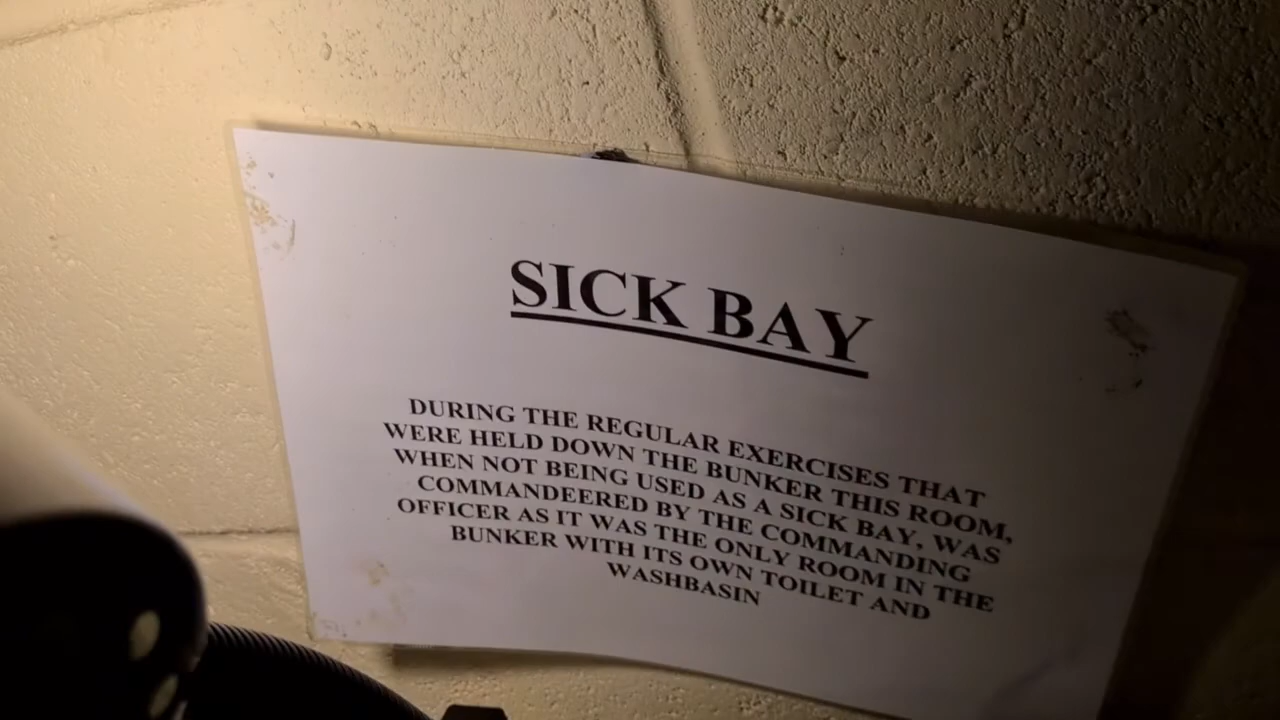 SICK BAY
DURING THE REGULAR EXERCISES THAT
WERE HELD DOWN THE BUNKER THIS ROOM,
WHEN NOT BEING USED AS A SICK BAY, WAS
COMMANDEERED BY THE COMMANDING
OFFICER AS IT WAS THE ONLY ROOM IN THE
BUNKER WITH ITS OWN TOILET AND
WASHBASIN